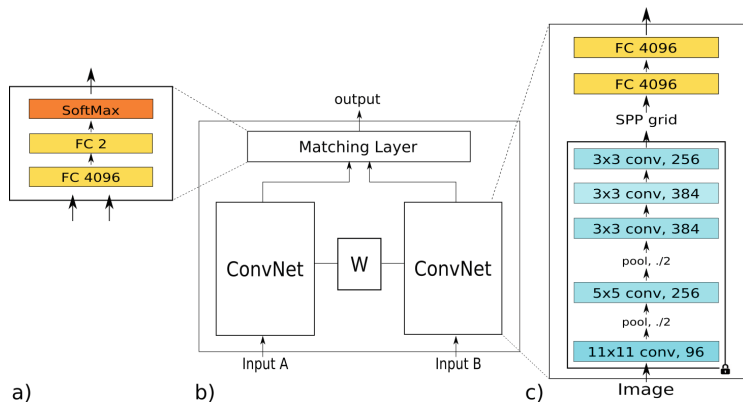 SoftMax
FC 2
FC 4096
a)
output
Matching Layer
ConvNet
W
ConvNet
Input A
Input B
b)
FC 4096
FC 4096
SPP grid
3x3 conv, 256
3x3 conv, 384
3x3 conv, 384
pool, ./2
5x5 conv, 256
pool, ./2
11x11 conv, 96
Image
c)